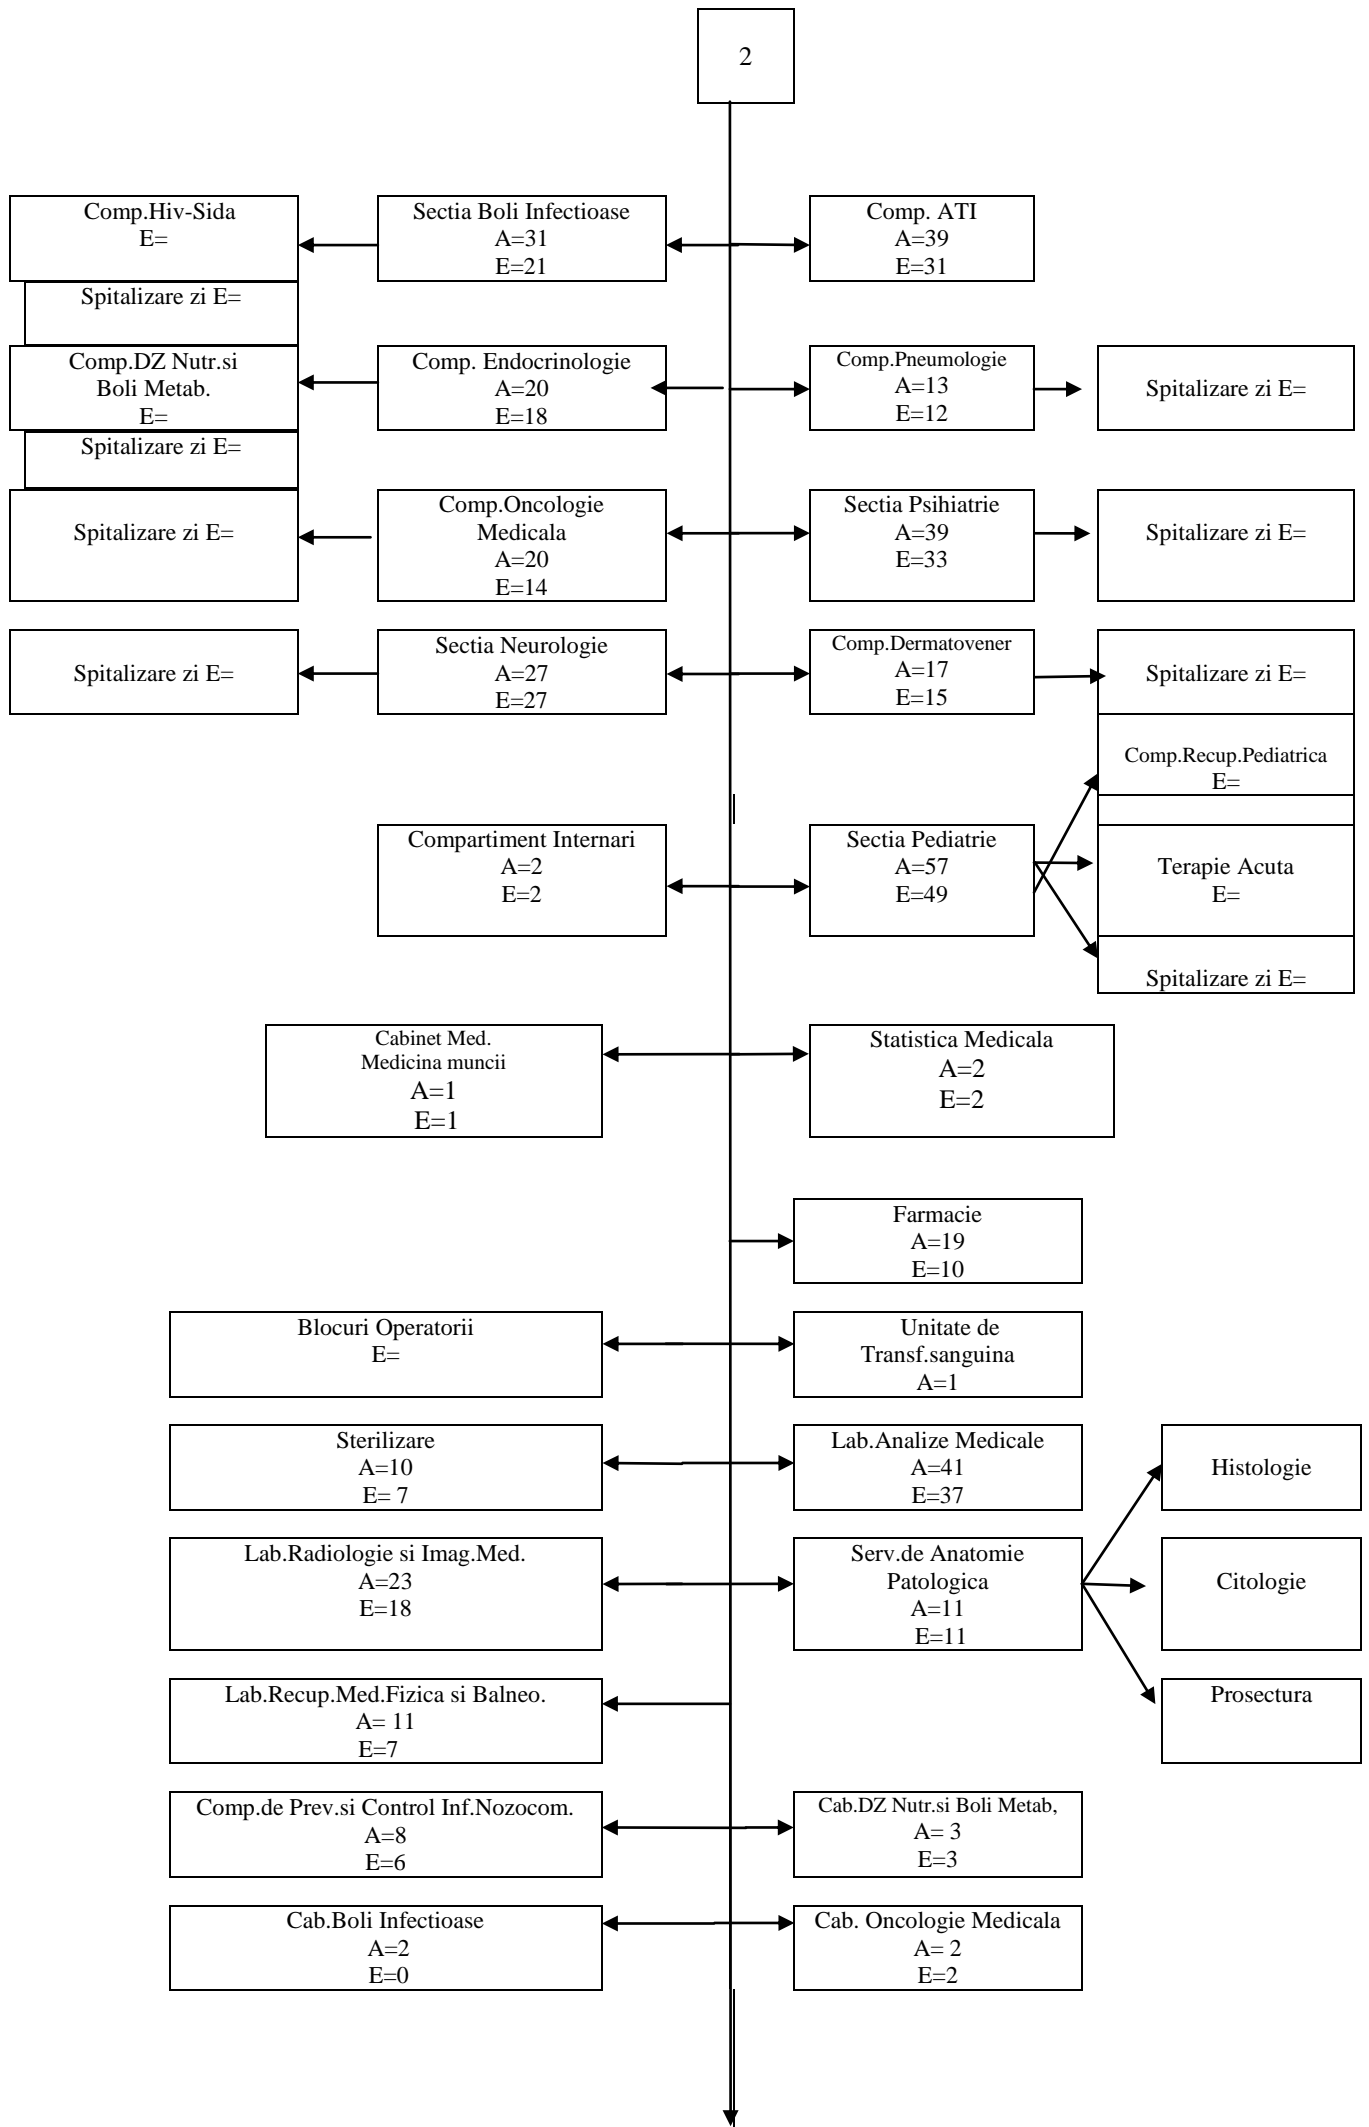 2
Comp.Hiv-Sida
E=
Sectia Boli Infectioase
A=31
E=21
Comp. ATI
A=39
E=31
Spitalizare zi E=
Comp.DZ Nutr.si
Boli Metab.
E=
Comp. Endocrinologie
A=20
E=18
Comp.Pneumologie
A=13
E=12
Spitalizare zi E=
Spitalizare zi E=
Spitalizare zi E=
Comp.Oncologie
Medicala
A=20
E=14
Sectia Psihiatrie
A=39
E=33
Spitalizare zi E=
Spitalizare zi E=
Sectia Neurologie
A=27
E=27
Comp.Dermatovener
A=17
E=15
Spitalizare zi E=
Comp.Recup.Pediatrica
E=
Compartiment Internari
A=2
E=2
Sectia Pediatrie
A=57
E=49
Terapie Acuta
E=
Spitalizare zi E=
Cabinet Med.
Medicina muncii
A=1
E=1
Statistica Medicala
A=2
E=2
Farmacie
A=19
E=10
Blocuri Operatorii
E=
Unitate de
Transf.sanguina
A=1
Sterilizare
A=10
E= 7
Lab.Analize Medicale
A=41
E=37
Histologie
Lab.Radiologie si Imag.Med.
A=23
E=18
Serv.de Anatomie
Patologica
A=11
E=11
Citologie
Lab.Recup.Med.Fizica si Balneo.
A= 11
E=7
Prosectura
Comp.de Prev.si Control Inf.Nozocom.
A=8
E=6
Cab.DZ Nutr.si Boli Metab,
A= 3
E=3
Cab.Boli Infectioase
A=2
E=0
Cab. Oncologie Medicala
A= 2
E=2